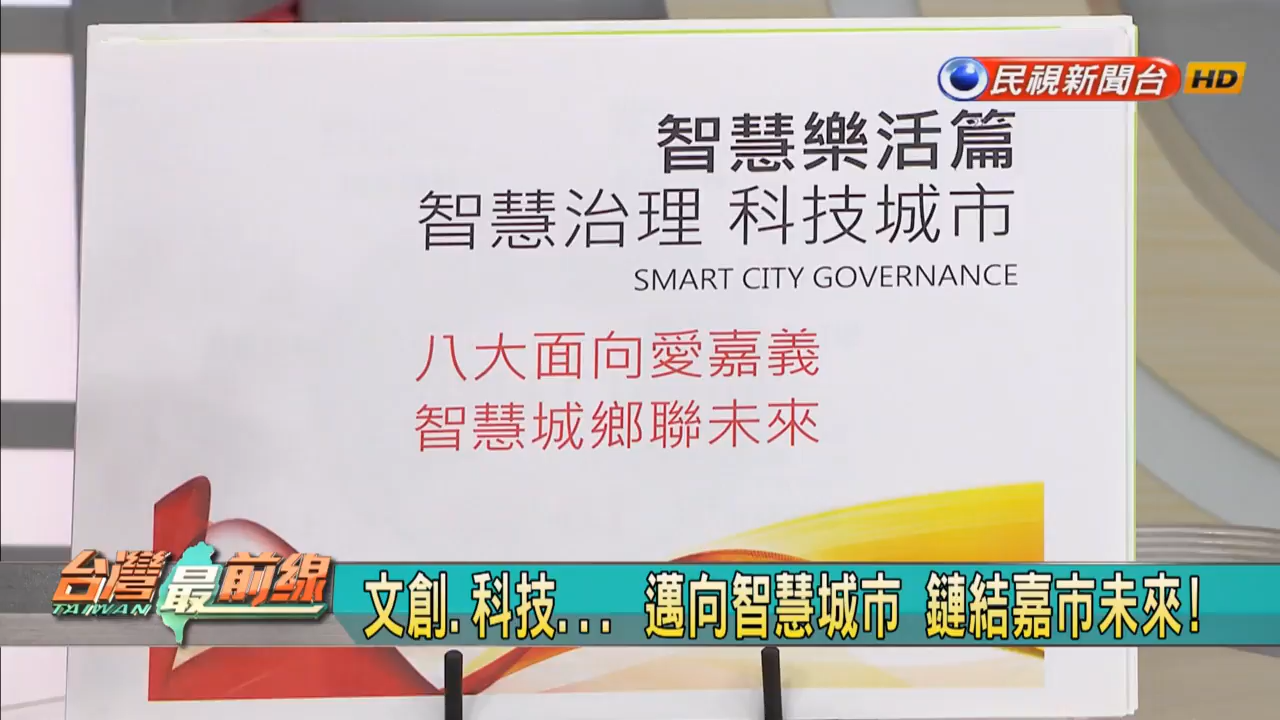 民視新聞台 HD
智慧樂活篇
智慧治理 科技城市
SMART CITY GOVERNANCE
八大面向愛嘉義
智慧城鄉聯未來
台灣最前線
TAIWAN
文創.科技... 邁向智慧城市 鏈結嘉市未來!